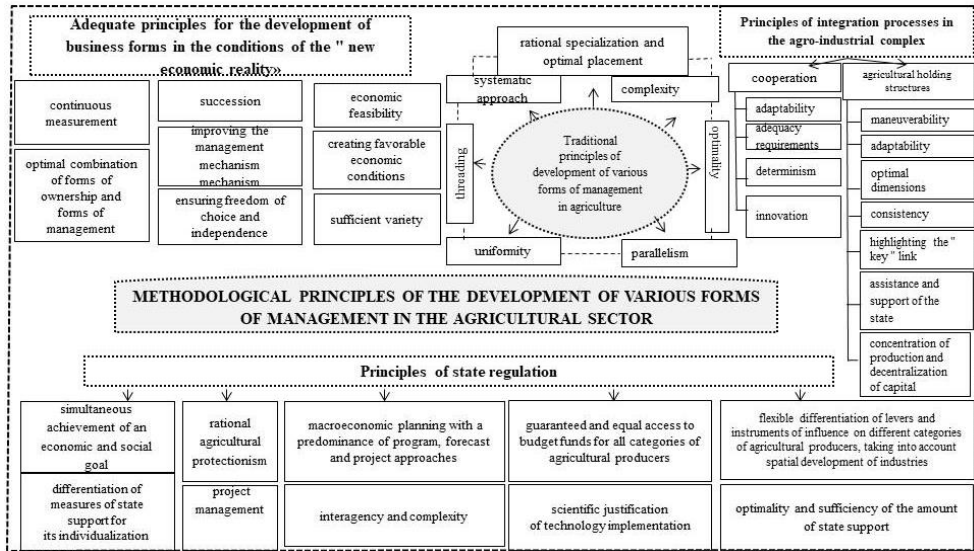 Adequate principles for the development of
business forms in the conditions of the " new
economic reality»
continuous
measurement
optimal combination
of forms of
ownership and
forms of
management
succession
improving the
management
mechanism
mechanism
ensuring freedom of
choice and
independence
economic
feasibility
creating favorable
economic
conditions
sufficient variety
rational specialization and
optimal placement
systematic
approach
complexity
threading
Traditional
principles of
development of various
forms of management
in agriculture
optimality
uniformity
parallelism
Principles of integration processes in
the agro-industrial complex
cooperation
adaptability
adequacy
requirements
determinism
innovation
agricultural holding
structures
maneuverability
adaptability
optimal
dimensions
consistency
highlighting the "
key" link
assistance and
support of the
state
concentration of
production and
decentralization
of capital
METHODOLOGICAL PRINCIPLES OF THE DEVELOPMENT OF VARIOUS FORMS
OF MANAGEMENT IN THE AGRICULTURAL SECTOR
Principles of state regulation
simultaneous
achievement of an
economic and social
goal
differentiation of
measures of state
support for
its individualization
rational
agricultural
protectionism
project
management
macroeconomic planning with a
predominance of program, forecast
and project approaches
interagency and complexity
guaranteed and equal access to
budget funds for all categories of
agricultural producers
scientific justification
of technology implementation
flexible differentiation of levers and
instruments of influence on different categories
of agricultural producers, taking into account
spatial development of industries
optimality and sufficiency of the amount
of state support